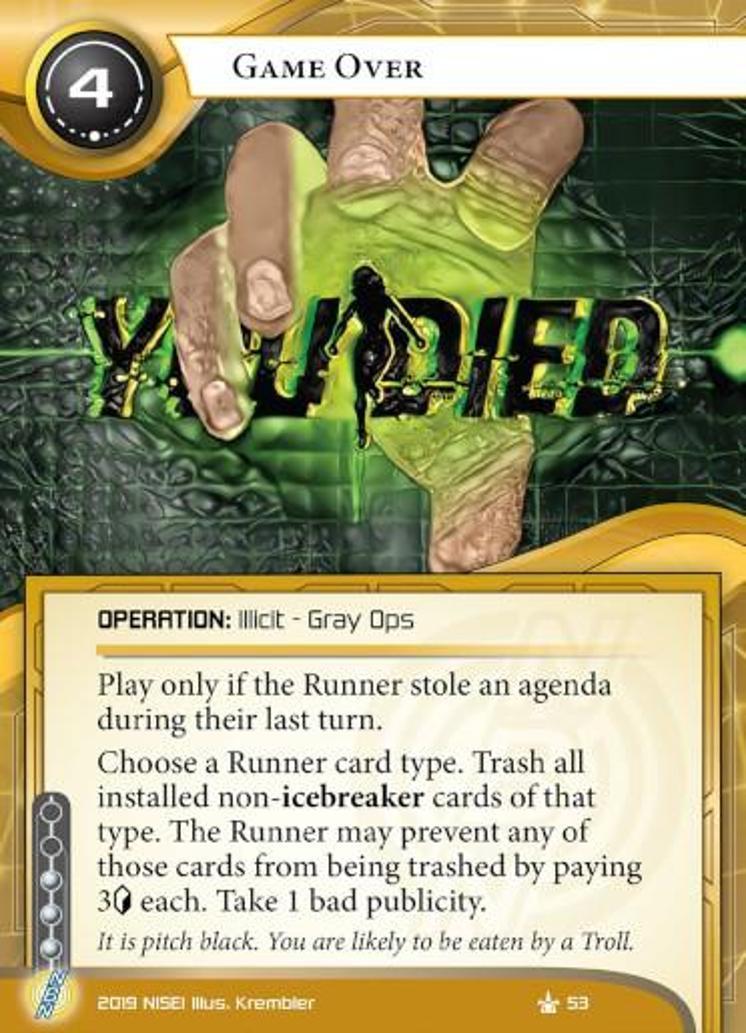 4
Game Over
YOU DIED
OPERATION: Illicit - Gray Ops
Play only if the Runner stole an agenda
during their last turn.
Choose a Runner card type. Trash all
installed non-icebreaker cards of that
type. The Runner may prevent any of
those cards from being trashed by paying
3 each. Take 1 bad publicity.
It is pitch black. You are likely to be eaten by a Troll.
NBN
2019 NISEI Illus. Krembler
53